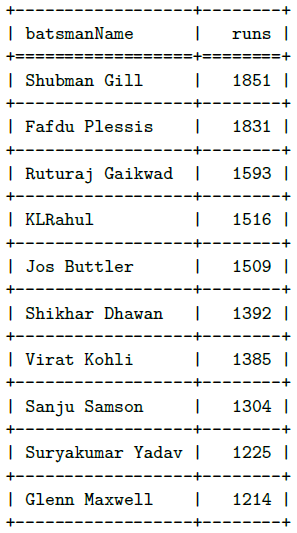 +------------------+--------+
| batsmanName      |   runs |
+==================+========+
| Shubman Gill     |   1851 |
+------------------+--------+
| Fafdu Plessis    |   1831 |
+------------------+--------+
| Ruturaj Gaikwad  |   1593 |
+------------------+--------+
| KLRahul          |   1516 |
+------------------+--------+
| Jos Buttler      |   1509 |
+------------------+--------+
| Shikhar Dhawan   |   1392 |
+------------------+--------+
| Virat Kohli      |   1385 |
+------------------+--------+
| Sanju Samson     |   1304 |
+------------------+--------+
| Suryakumar Yadav |   1225 |
+------------------+--------+
| Glenn Maxwell    |   1214 |
+------------------+--------+